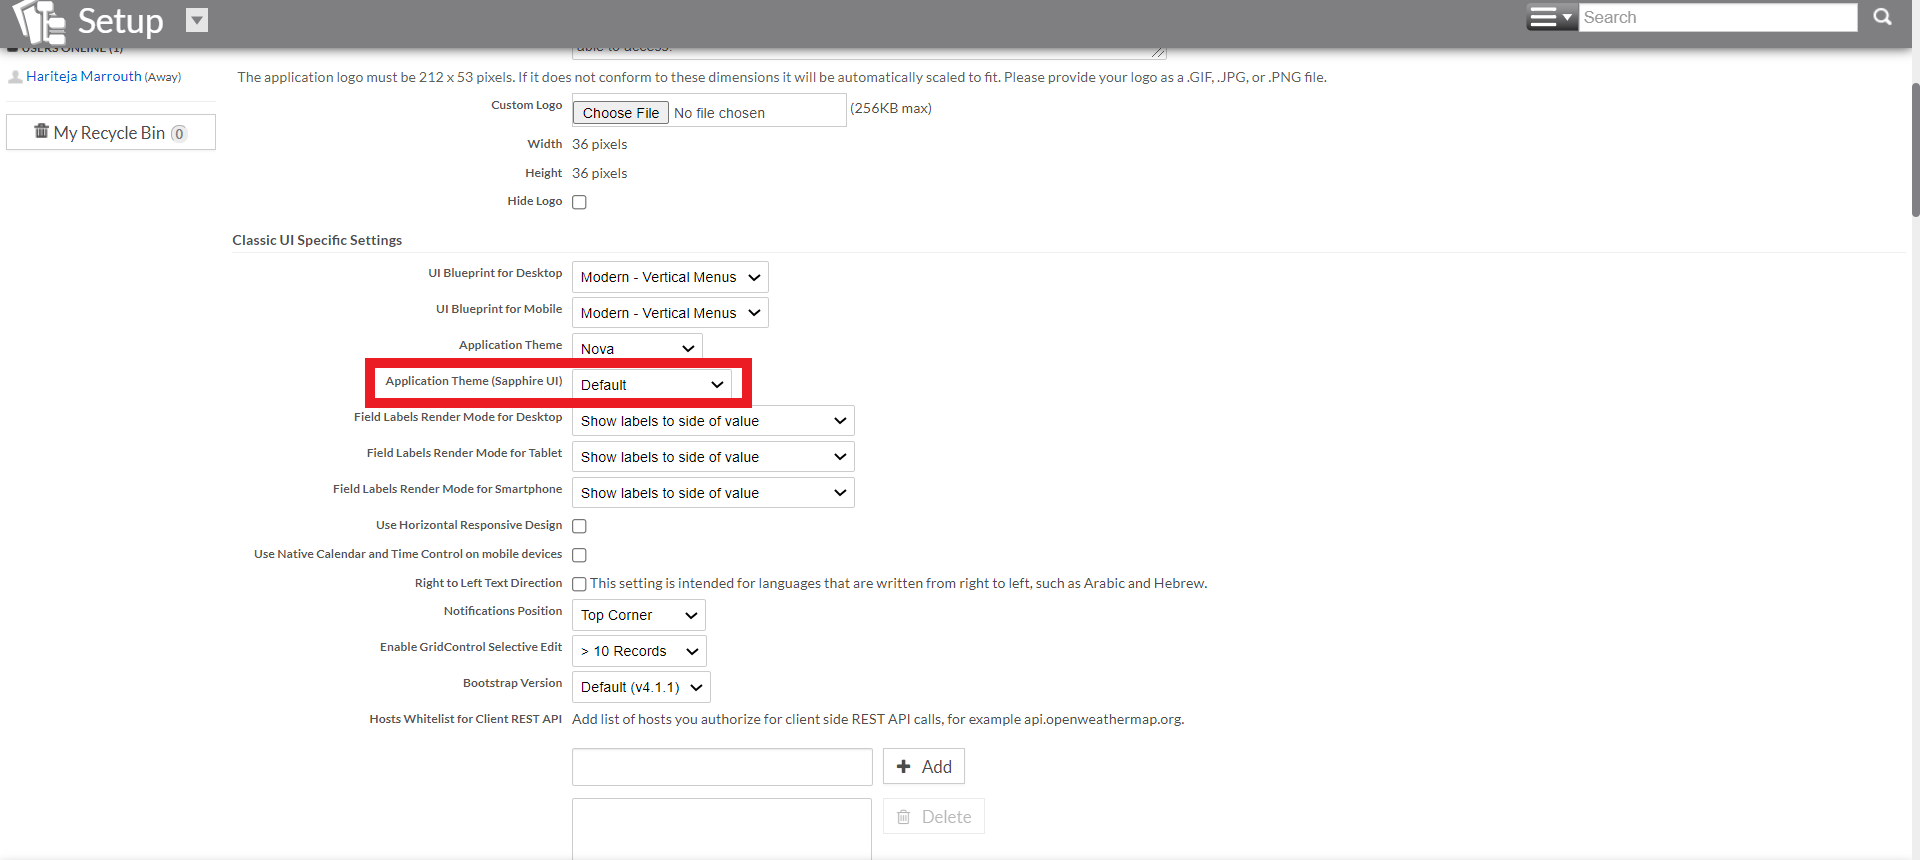 Setup
Search
USERS ONLINE (1)
able to access.
Hariteja Marrouth (Away)
The application logo must be 212 x 53 pixels. If it does not conform to these dimensions it will be automatically scaled to fit. Please provide your logo as a .GIF, .JPG, or .PNG file.
Custom Logo Choose File No file chosen (256KB max)
My Recycle Bin 0
Width 36 pixels
Height 36 pixels
Hide Logo
Classic UI Specific Settings
UI Blueprint for Desktop Modern - Vertical Menus
UI Blueprint for Mobile Modern - Vertical Menus
Application Theme Nova
Application Theme (Sapphire UI) Default
Field Labels Render Mode for Desktop Show labels to side of value
Field Labels Render Mode for Tablet Show labels to side of value
Field Labels Render Mode for Smartphone Show labels to side of value
Use Horizontal Responsive Design
Use Native Calendar and Time Control on mobile devices
Right to Left Text Direction This setting is intended for languages that are written from right to left, such as Arabic and Hebrew.
Notifications Position Top Corner
Enable GridControl Selective Edit > 10 Records
Bootstrap Version Default (v4.1.1)
Hosts Whitelist for Client REST API Add list of hosts you authorize for client side REST API calls, for example api.openweathermap.org.
Add
Delete